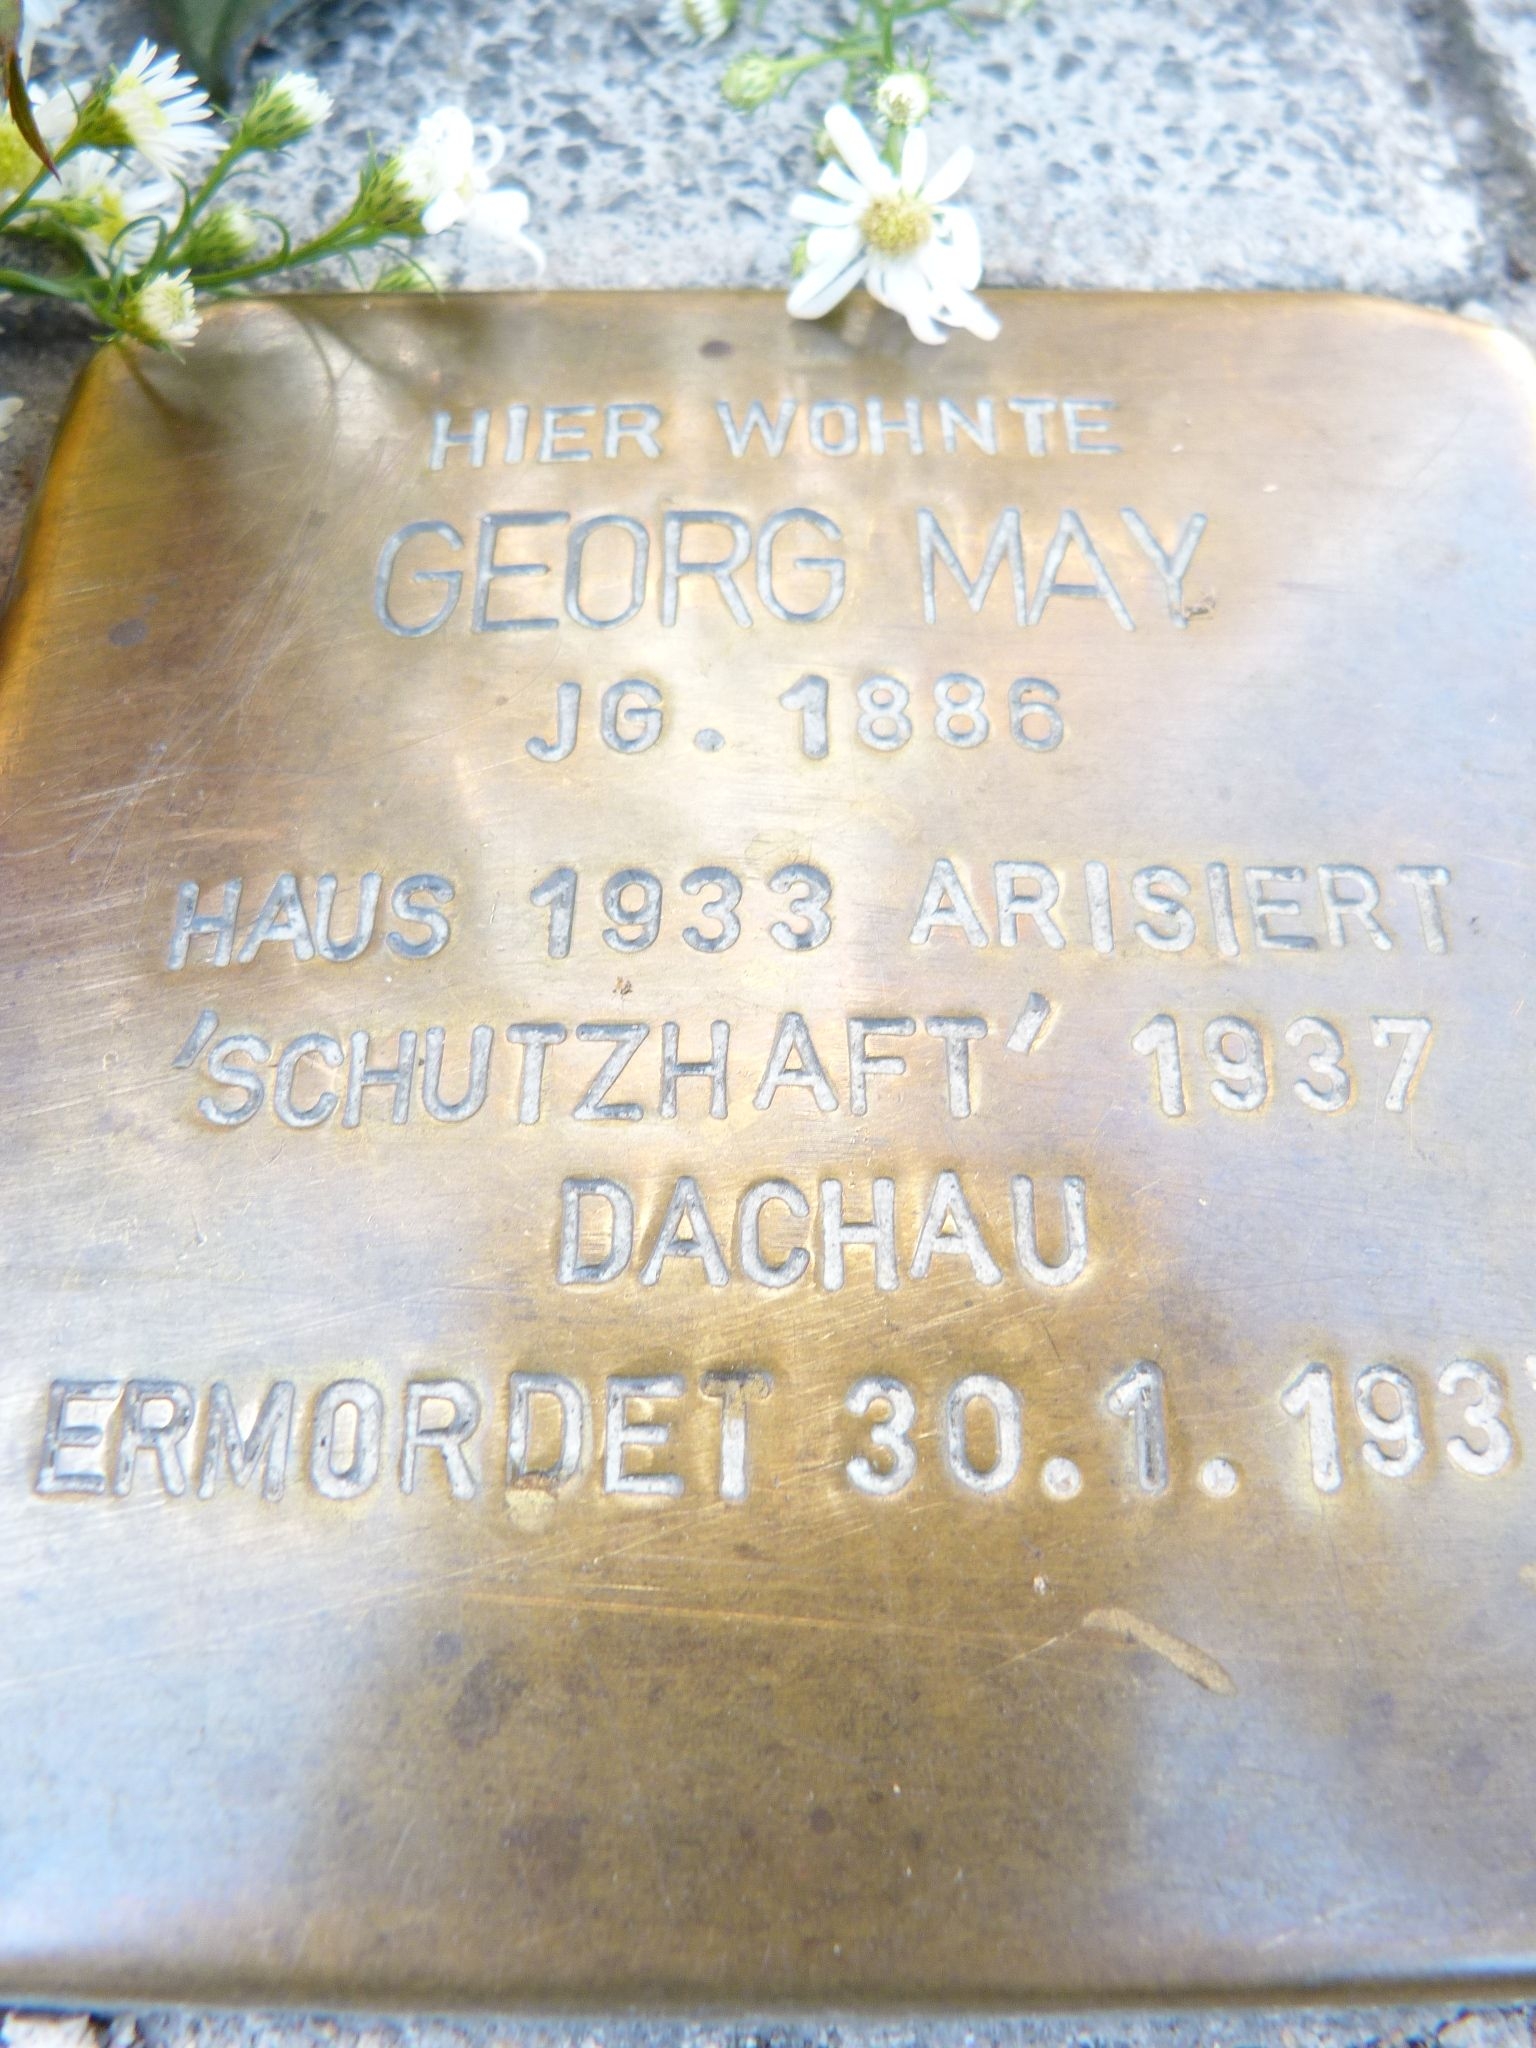 HIER WOHNTE
GEORG MAY
JG. 1886
HAUS 1933 ARISIERT
'SCHUTZHAFT' 1937
DACHAU
ERMORDET 30.1.193